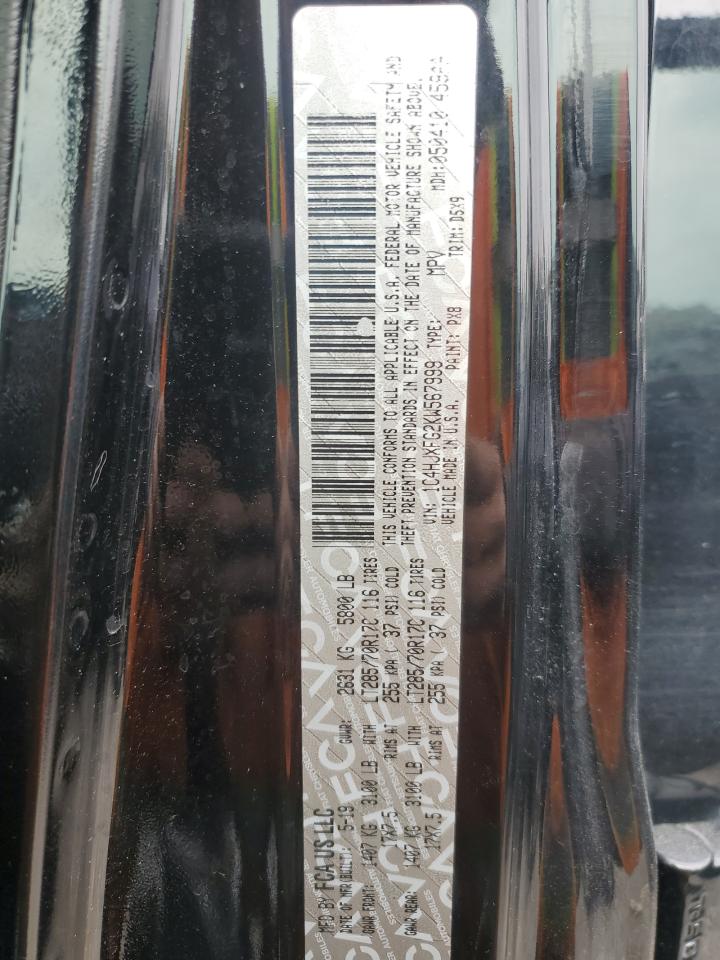 MFD BY FCA US LLC
DATE OF MFR(BUILT): 5-19 GVWR: 2631 KG 5800 LB
GAWR FRONT: 1407 KG 3100 LB WITH LT285/70R17C 116 TIRES
17X7.5 RIMS AT 255 KPA( 37 PSI) COLD
GAWR REAR: 1407 KG 3100 LB WITH LT285/70R17C 116 TIRES
17X7.5 RIMS AT 255 KPA( 37 PSI) COLD
THIS VEHICLE CONFORMS TO ALL APPLICABLE U.S.A. FEDERAL MOTOR VEHICLE SAFETY AND
THEFT PREVENTION STANDARDS IN EFFECT ON THE DATE OF MANUFACTURE SHOWN ABOVE.
VIN: 1C4HJXFG2KW567999 TYPE: MPV MDH:050410
VEHICLE MADE IN U.S.A. PAINT: PX8 TRIM: D5X9